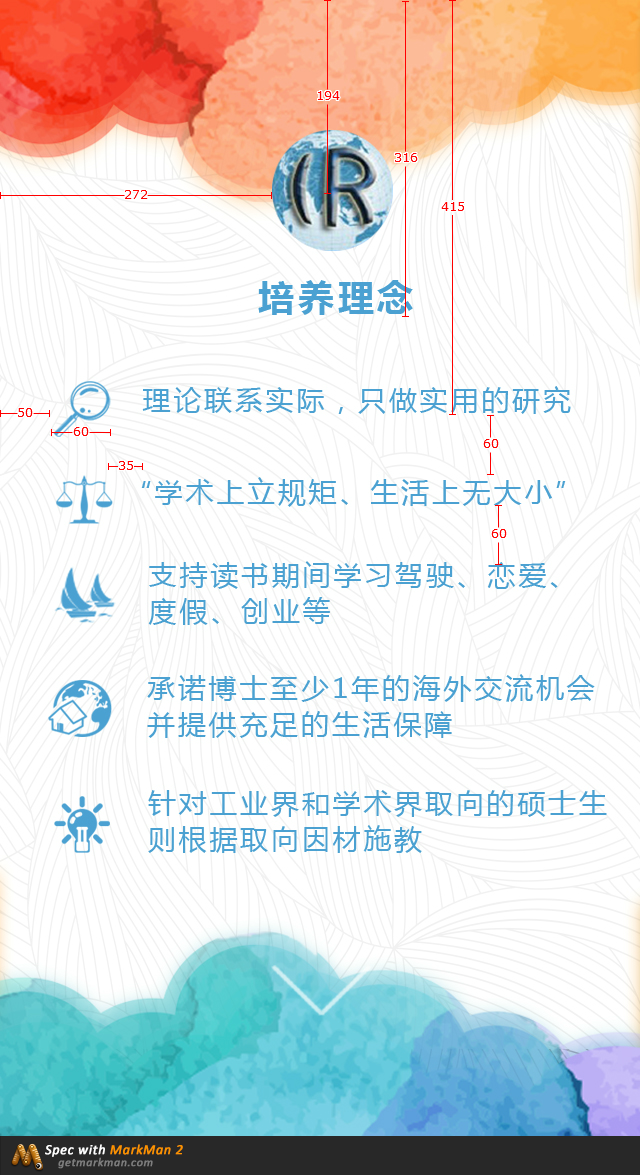 194
316
272
415
IR
培养理念
理论联系实际，只做实用的研究
50
60
60
35
“学术上立规矩、生活上无大小”
60
支持读书期间学习驾驶、恋爱、
度假、创业等
承诺博士至少1年的海外交流机会
并提供充足的生活保障
针对工业界和学术界取向的硕士生
则根据取向因材施教
Spec with MarkMan 2
getmarkman.com